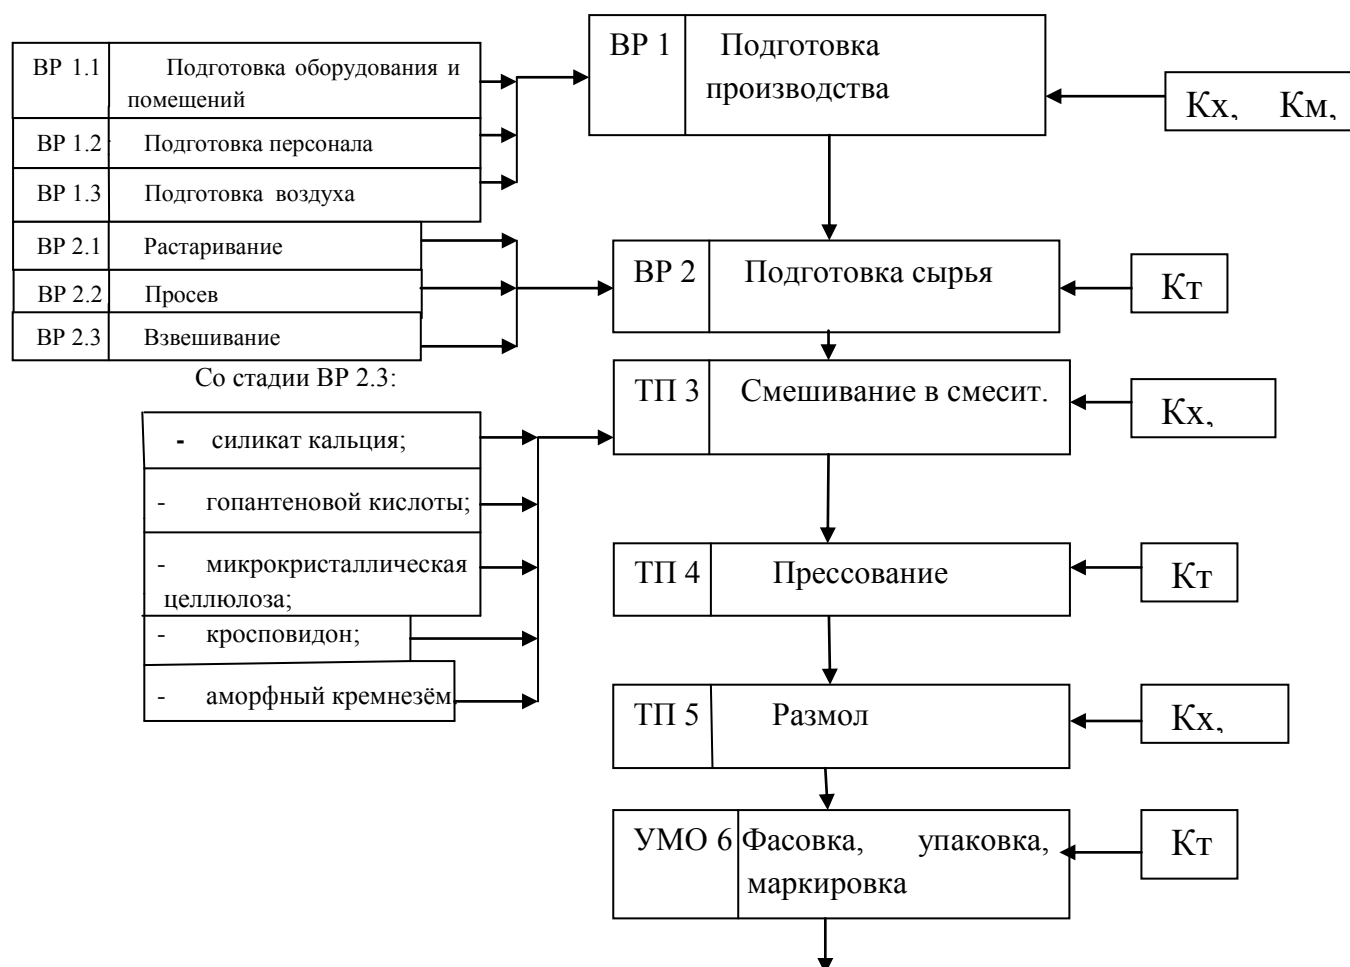 ВР 1 Подготовка
производства
Кх, Км,
ВР 1.1 Подготовка оборудования и
помещений
ВР 1.2 Подготовка персонала
ВР 1.3 Подготовка воздуха
ВР 2.1 Растаривание
ВР 2.2 Просев
ВР 2.3 Взвешивание
ВР 2 Подготовка сырья
Кт
Со стадии ВР 2.3:
- силикат кальция;
- гопантеновой кислоты;
- микрокристаллическая
целлюлоза;
- кросповидон;
- аморфный кремнезём
ТП 3 Смешивание в смесит.
Кх,
ТП 4 Прессование
Кт
ТП 5 Размол
Кх,
УМО 6 Фасовка, упаковка,
маркировка
Кт